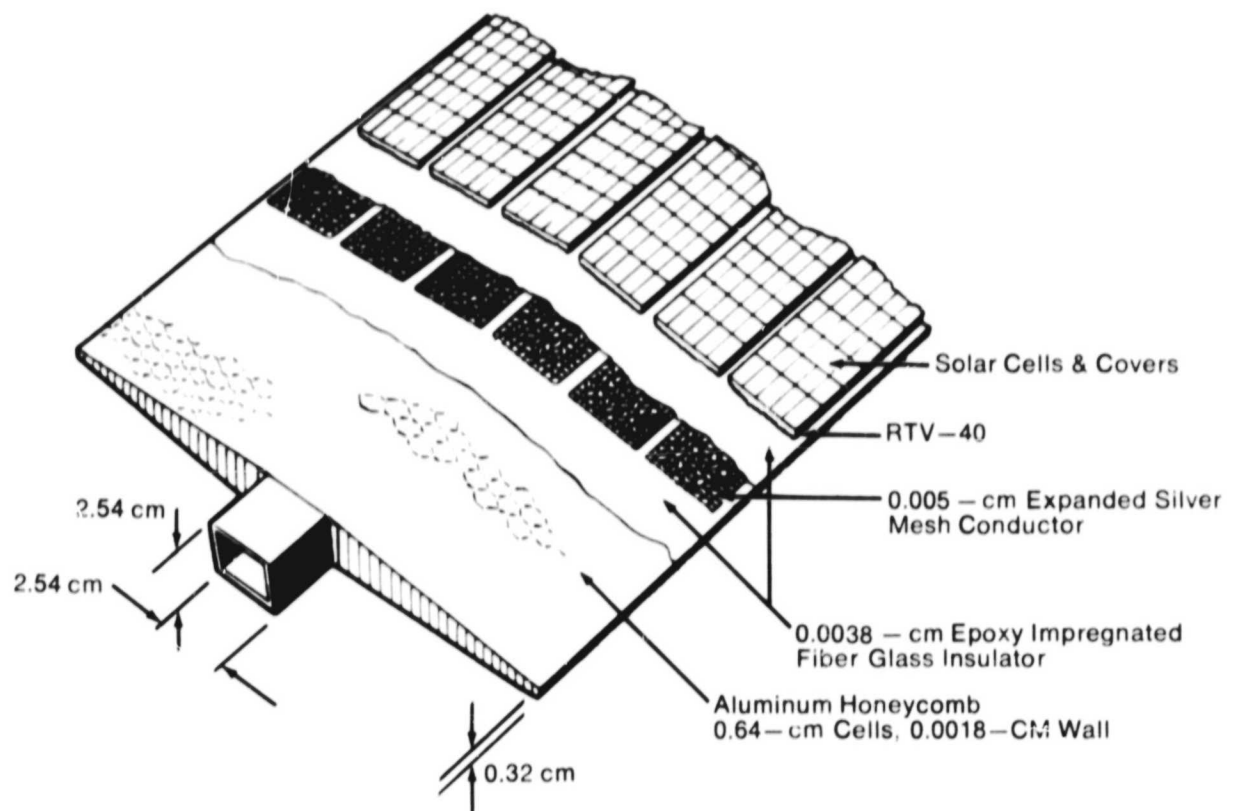 Solar Cells & Covers
RTV—40
0.005 — cm Expanded Silver
Mesh Conductor
2.54 cm
2.54 cm
0.0038 — cm Epoxy Impregnated
Fiber Glass Insulator
Aluminum Honeycomb
0.64—cm Cells, 0.0018—CM Wall
0.32 cm